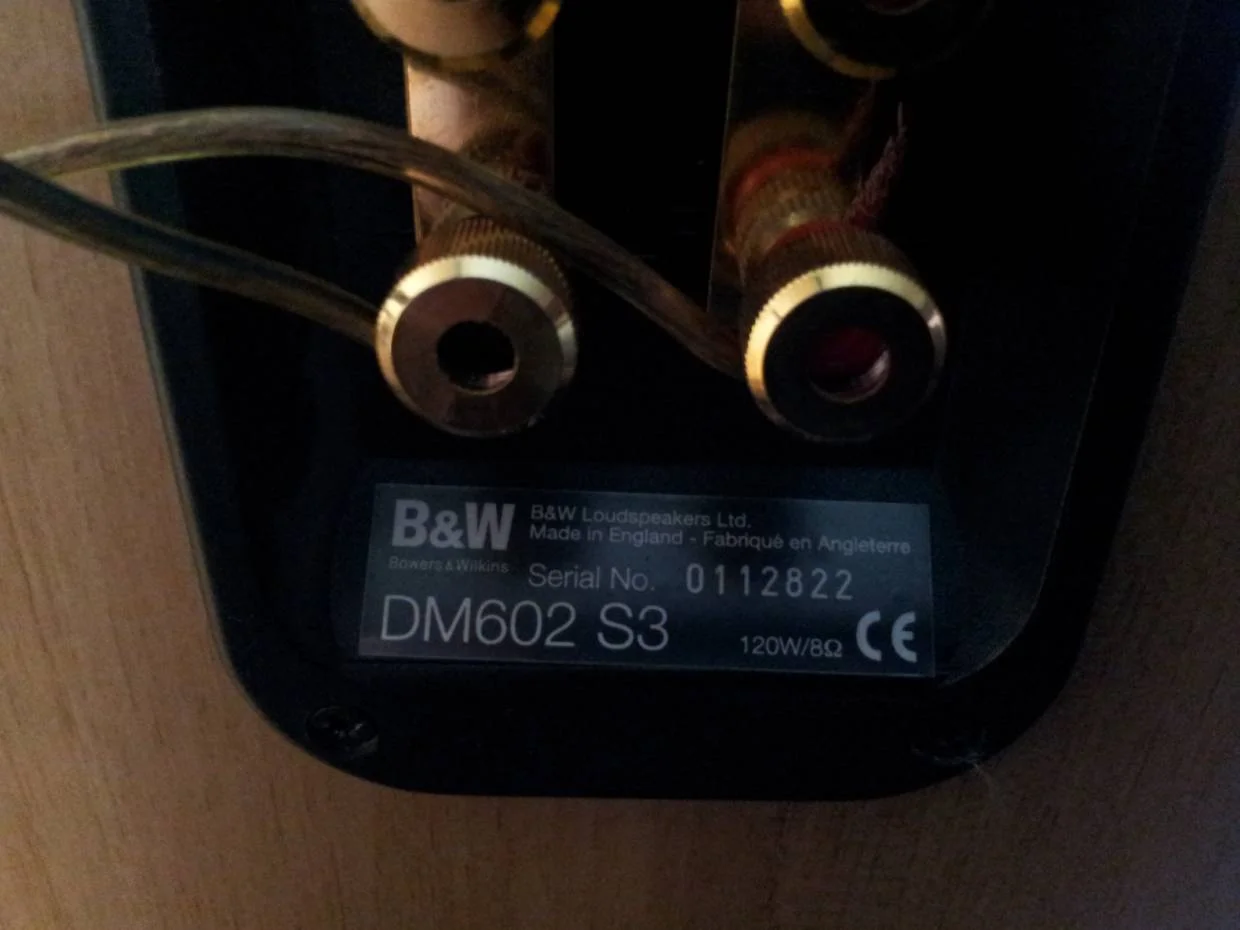 B&W
Bowers & Wilkins
B&W Loudspeakers Ltd.
Made in England - Fabriqué en Angleterre
Serial No. 0112822
DM602 S3
120W/8Ω CE